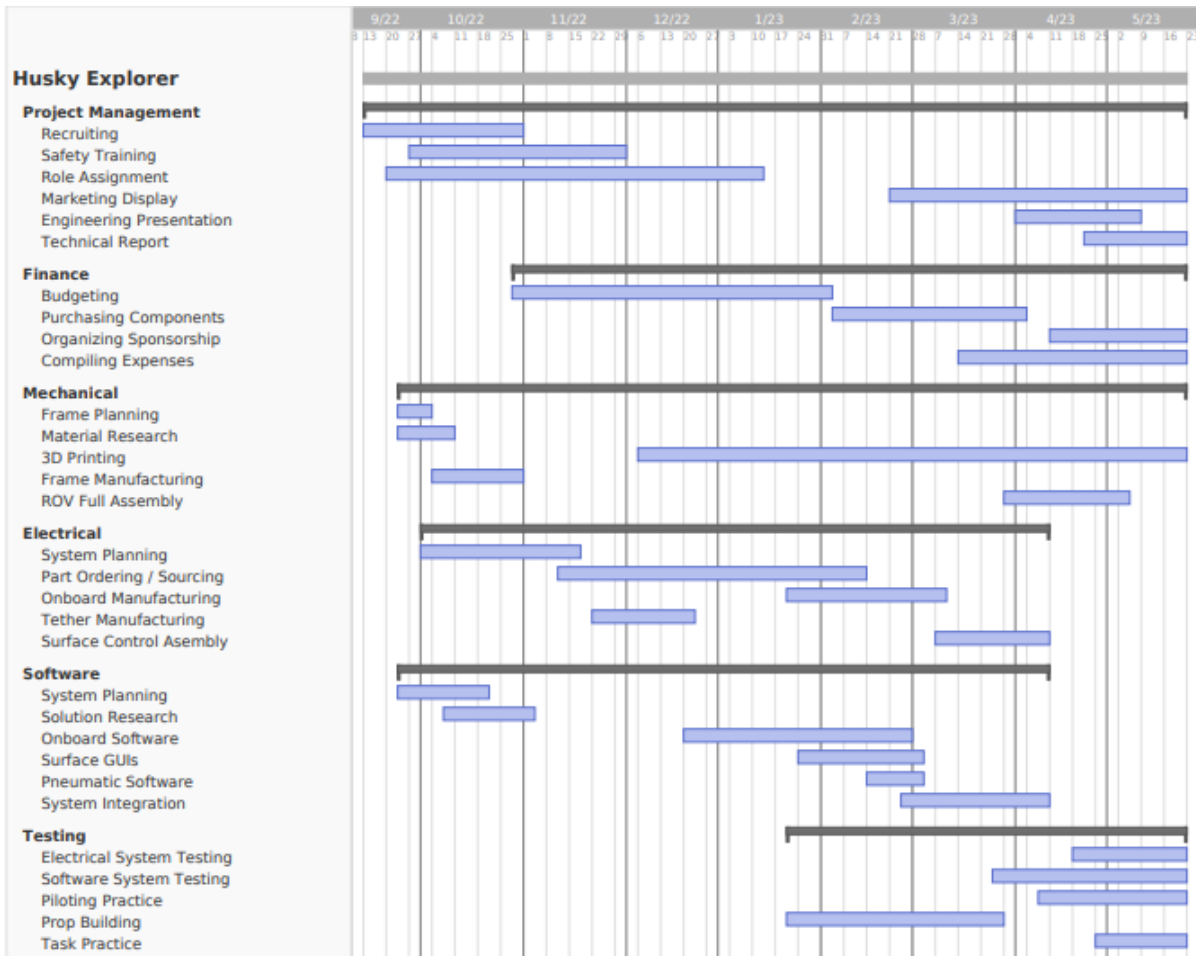 9/22 10/22 11/22 12/22 1/23 2/23 3/23 4/23 5/23
13 20 27 4 11 18 25 1 8 15 22 29 6 13 20 27 3 10 17 24 31 7 14 21 28 7 14 21 28 4 11 18 25 2 9 16
Husky Explorer
Project Management
Recruiting
Safety Training
Role Assignment
Marketing Display
Engineering Presentation
Technical Report
Finance
Budgeting
Purchasing Components
Organizing Sponsorship
Compiling Expenses
Mechanical
Frame Planning
Material Research
3D Printing
Frame Manufacturing
ROV Full Assembly
Electrical
System Planning
Part Ordering / Sourcing
Onboard Manufacturing
Tether Manufacturing
Surface Control Asembly
Software
System Planning
Solution Research
Onboard Software
Surface GUIs
Pneumatic Software
System Integration
Testing
Electrical System Testing
Software System Testing
Piloting Practice
Prop Building
Task Practice